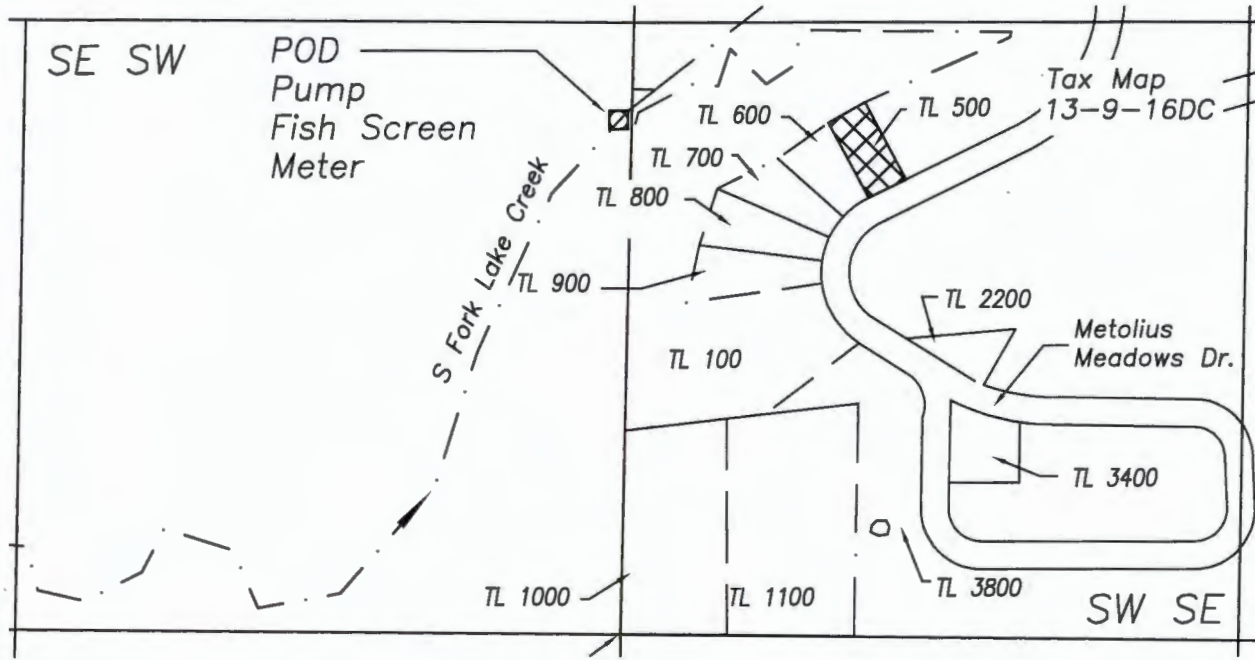 SE SW
POD
Pump
Fish Screen
Meter
S Fork Lake Creek
Tax Map
13-9-16DC
TL 500
TL 600
TL 700
TL 800
TL 900
TL 2200
Metolius
Meadows Dr.
TL 100
TL 3400
TL 1000
TL 1100
TL 3800
SW SE